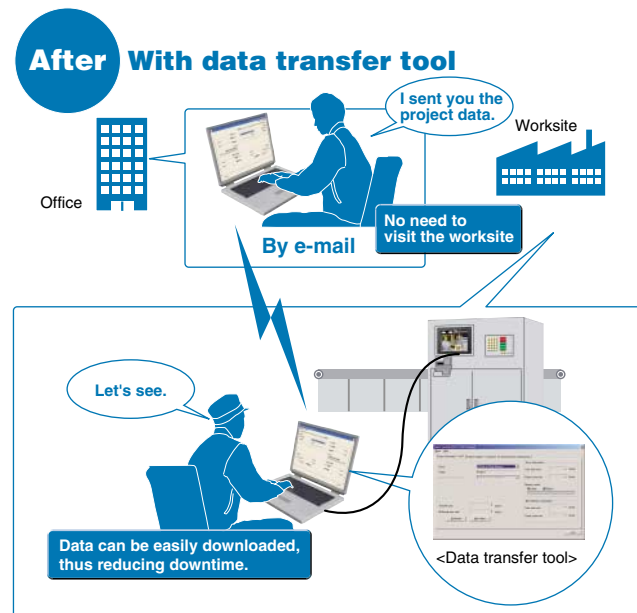 After With data transfer tool
I sent you the
project data.
Worksite
Office
By e-mail
No need to
visit the worksite
Let's see.
Data can be easily downloaded,
thus reducing downtime.
<Data transfer tool>